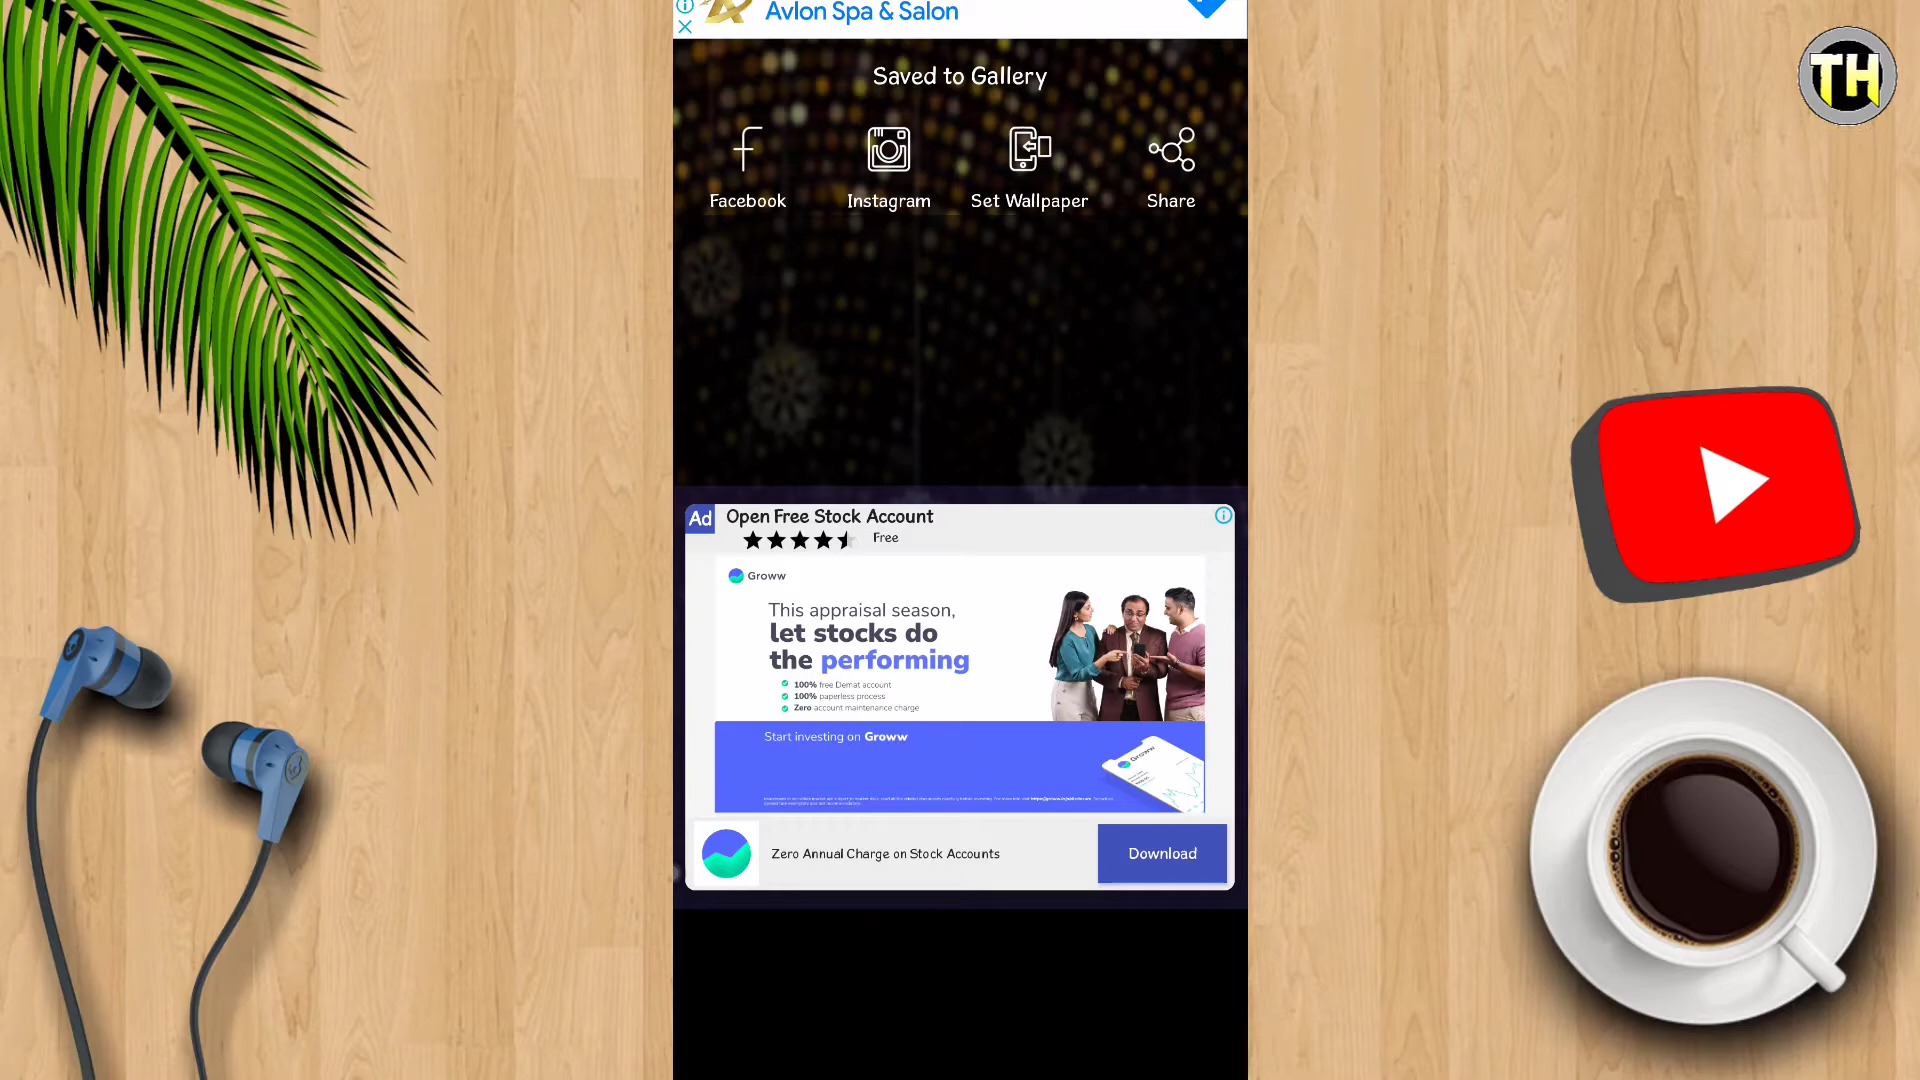 Avlon Spa & Salon
TH
Saved to Gallery
Facebook
Instagram
Set Wallpaper
Share
Ad
Open Free Stock Account
Free
Groww
This appraisal season,
let stocks do
the performing
100% free Demat account
100% paperless process
Zero account maintenance charge
Start investing on Groww
Groww
Zero Annual Charge on Stock Accounts
Download